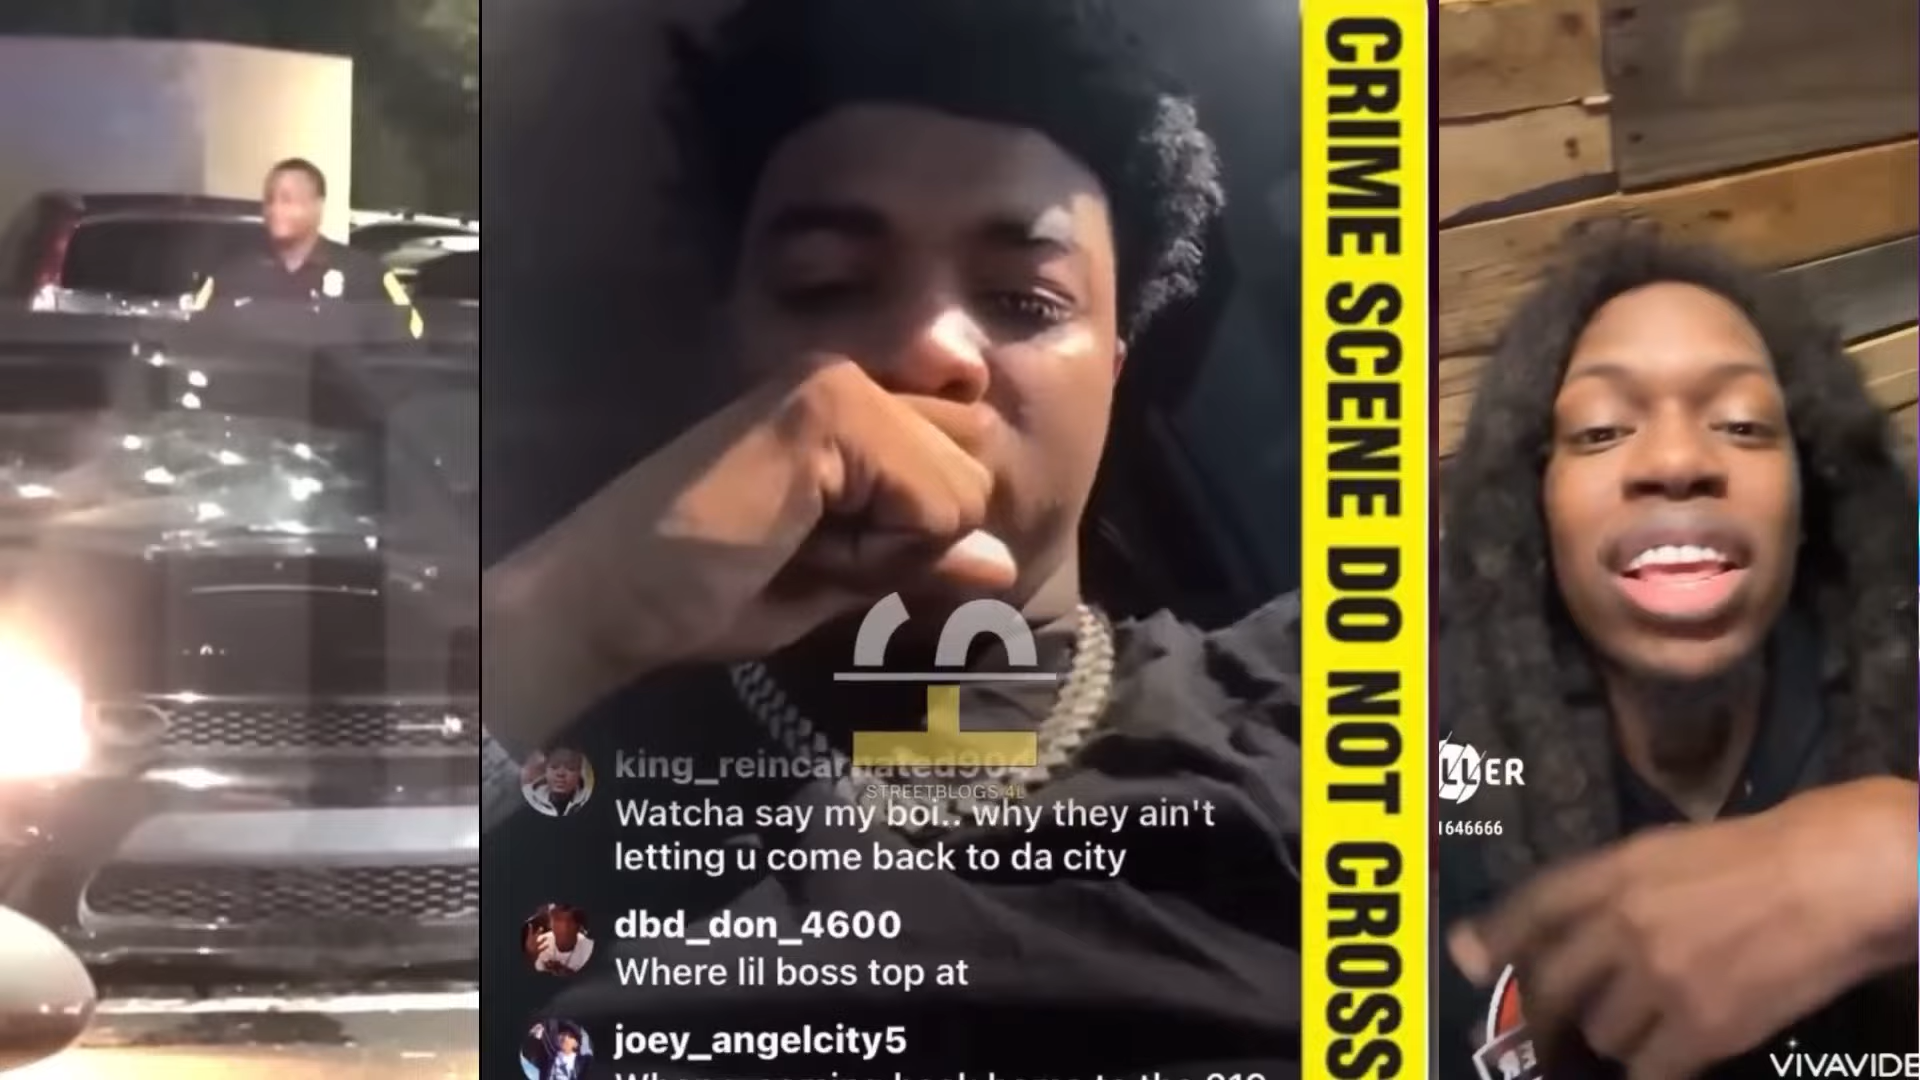 king_reincarnated904
Watcha say my boi.. why they ain't
letting u come back to da city
dbd_don_4600
Where lil boss top at
joey_angelcity5
STREETBLOGS 4L
CRIME SCENE DO NOT CROSS
1646666
VIVAVIDE